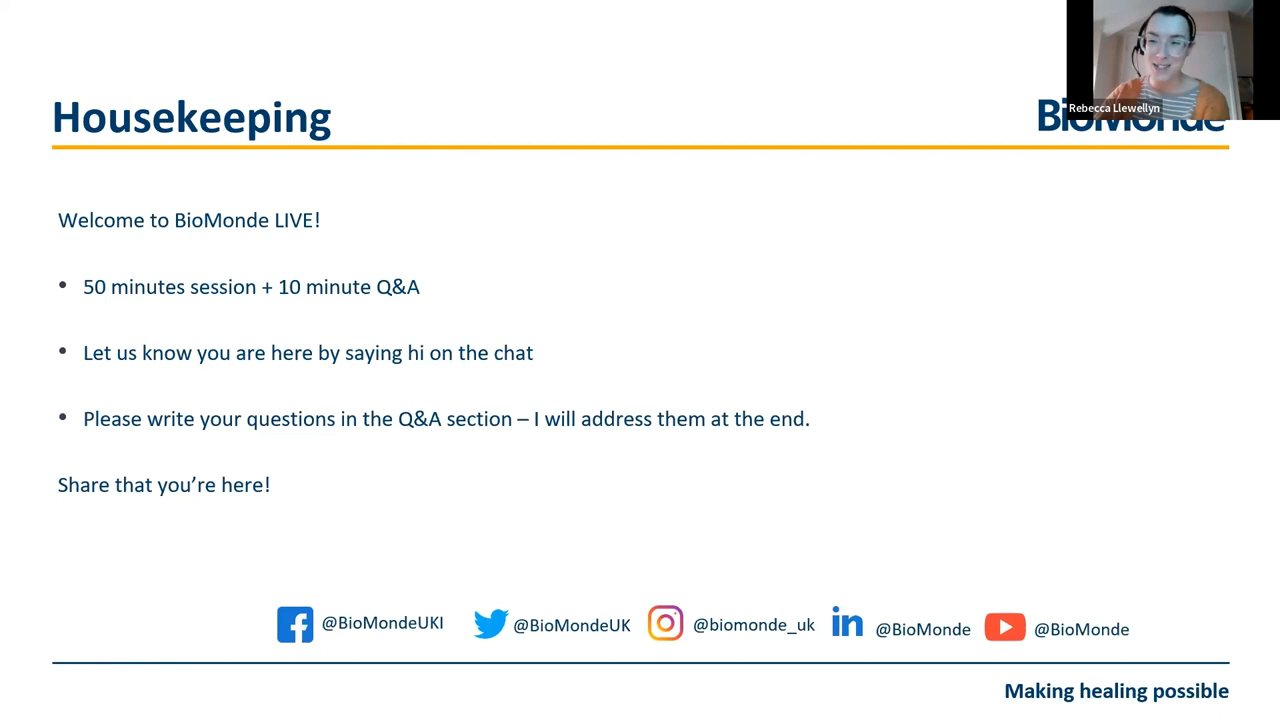 Rebecca Llewellyn
Housekeeping
BioMonde
Welcome to BioMonde LIVE!
• 50 minutes session + 10 minute Q&A
• Let us know you are here by saying hi on the chat
• Please write your questions in the Q&A section – I will address them at the end.
Share that you’re here!
@BioMondeUKI @BioMondeUK @biomonde_uk @BioMonde @BioMonde
Making healing possible